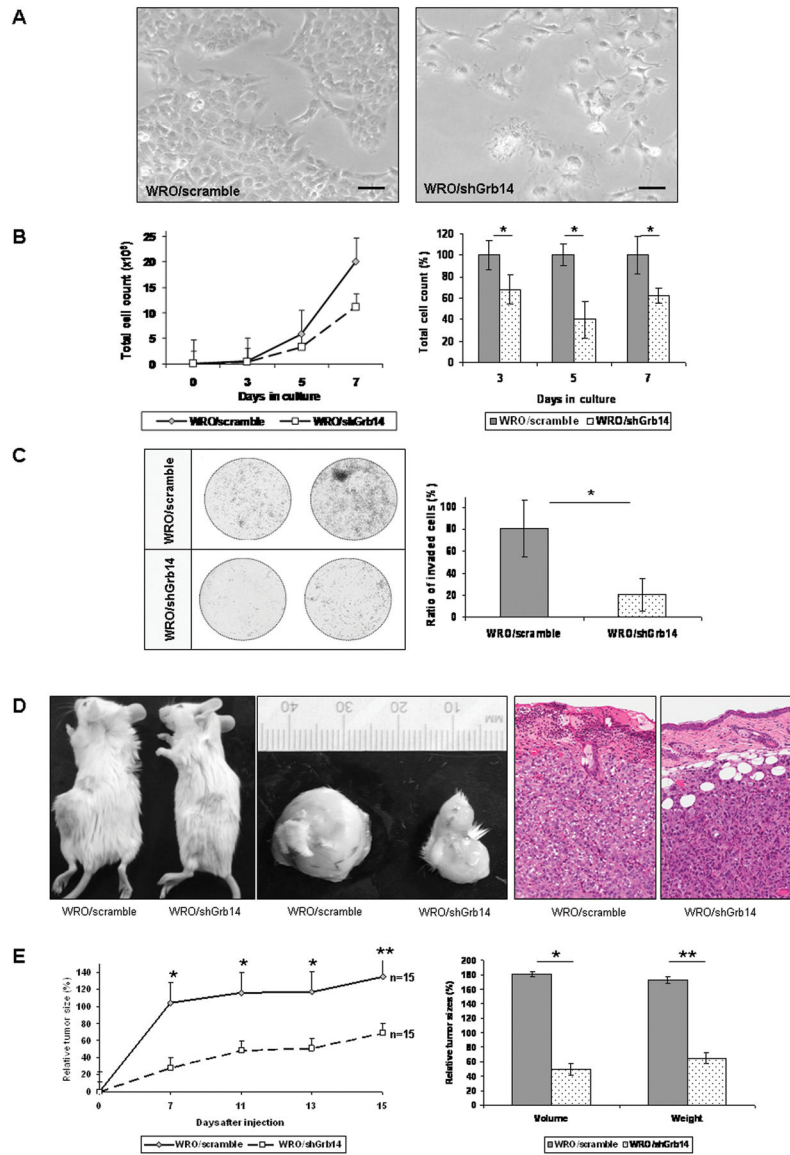 A
WRO/scramble
WRO/shGrb14
B
Total cell count (x10⁶)
25
20
15
10
5
0
0 3 5 7
Days in culture
WRO/scramble WRO/shGrb14
Total cell count (%)
120
100
80
60
40
20
0
* * *
3 5 7
Days in culture
WRO/scramble WRO/shGrb14
C
WRO/scramble
WRO/shGrb14
Ratio of invaded cells (%)
100
80
60
40
20
0
*
WRO/scramble WRO/shGrb14
D
40 30 20 10 MM
WRO/scramble WRO/shGrb14
WRO/scramble WRO/shGrb14
WRO/scramble
WRO/shGrb14
E
Relative tumor size (%)
140
120
100
80
60
40
20
0
* * * **
n=15
n=15
0 7 11 13 15
Days after injection
WRO/scramble WRO/shGrb14
Relative tumor sizes (%)
200
180
160
140
120
100
80
60
40
20
0
* **
Volume Weight
WRO/scramble WRO/shGrb14